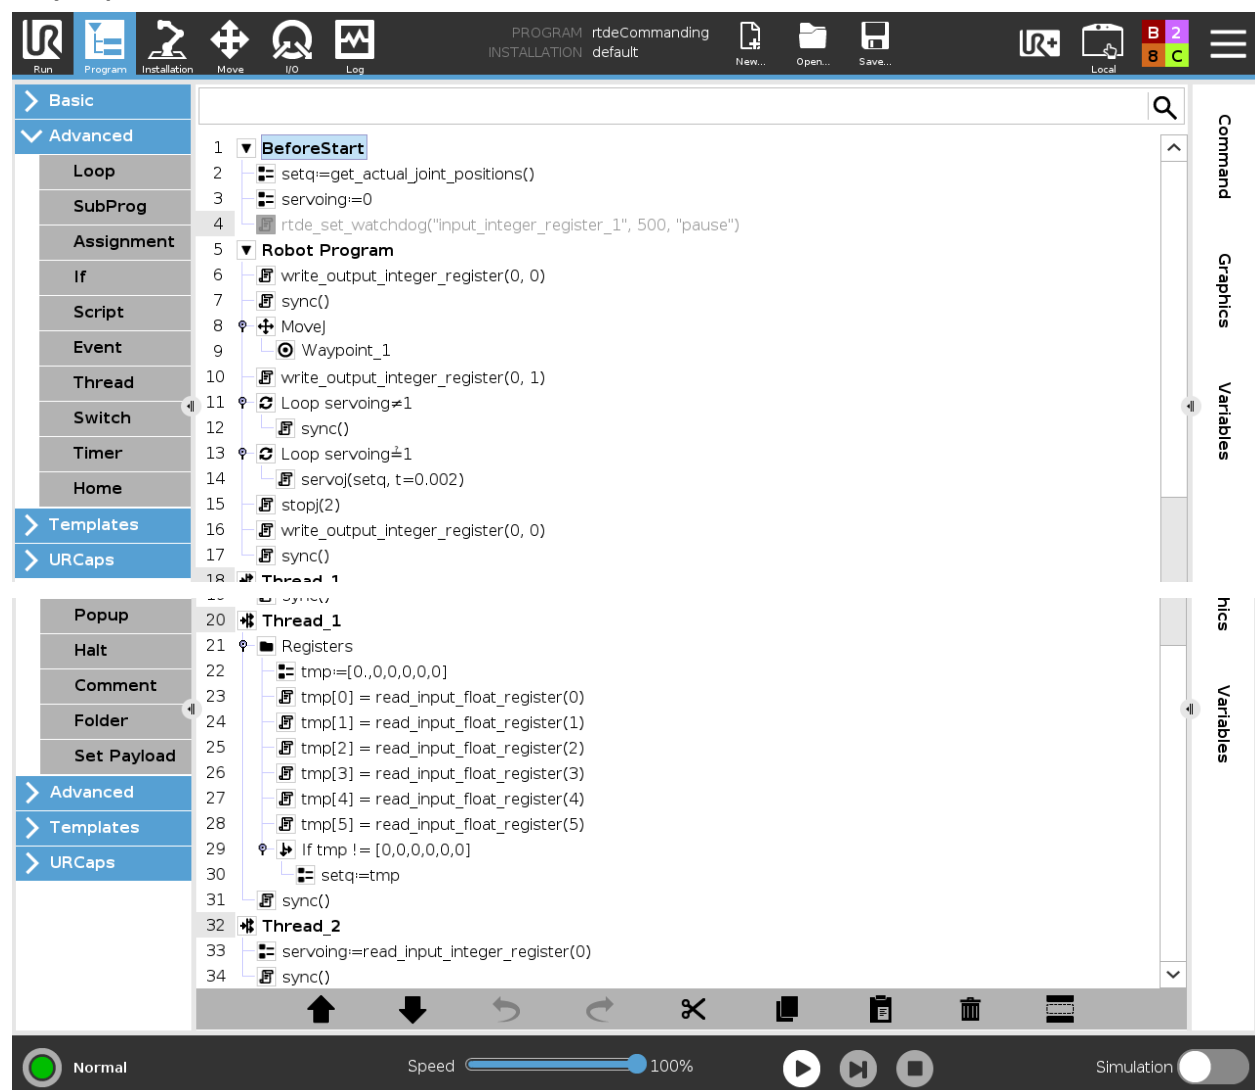 UR
Run
Program
Installation
Move
I/O
Log
PROGRAM rtdeCommanding
INSTALLATION default
New...
Open...
Save...
UR+
Local
B 2
8 C
Basic
Advanced
Loop
SubProg
Assignment
If
Script
Event
Thread
Switch
Timer
Home
Templates
URCaps
1 BeforeStart
2 setq:=get_actual_joint_positions()
3 servoing:=0
4 rtde_set_watchdog("input_integer_register_1", 500, "pause")
5 Robot Program
6 write_output_integer_register(0, 0)
7 sync()
8 MoveJ
9 Waypoint_1
10 write_output_integer_register(0, 1)
11 Loop servoing≠1
12 sync()
13 Loop servoing≟1
14 servoj(setq, t=0.002)
15 stopj(2)
16 write_output_integer_register(0, 0)
17 sync()
18 Thread_1
Command
Graphics
Variables
Popup
Halt
Comment
Folder
Set Payload
Advanced
Templates
URCaps
19 sync()
20 Thread_1
21 Registers
22 tmp:=[0.,0,0,0,0,0]
23 tmp[0] = read_input_float_register(0)
24 tmp[1] = read_input_float_register(1)
25 tmp[2] = read_input_float_register(2)
26 tmp[3] = read_input_float_register(3)
27 tmp[4] = read_input_float_register(4)
28 tmp[5] = read_input_float_register(5)
29 If tmp != [0,0,0,0,0,0]
30 setq:=tmp
31 sync()
32 Thread_2
33 servoing:=read_input_integer_register(0)
34 sync()
hics
Variables
Normal
Speed 100%
Simulation